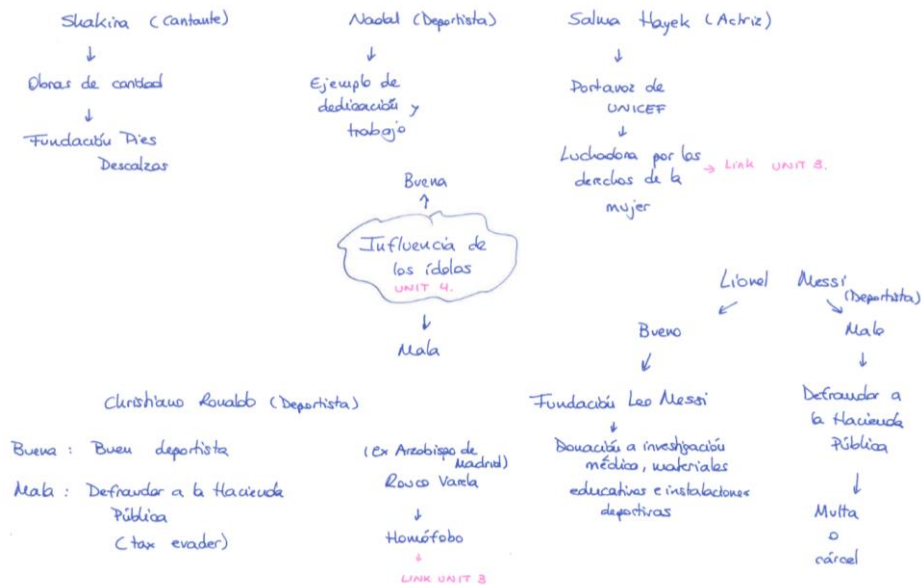 Shakira (Cantante)
↓
Obras de caridad
↓
Fundación Pies
Descalzos
Nadal (Deportista)
↓
Ejemplo de
dedicación y
trabajo
Salma Hayek (Actriz)
↓
Portavoz de
UNICEF
↓
Luchadora por los
derechos de la
mujer
→ Link UNIT 3.
Buena
↑
Influencia de
los ídolos
UNIT 4.
↓
Mala
Lionel Messi
(Deportista)
Bueno
↓
Fundación Leo Messi
↓
Donación a investigación
médica, materiales
educativos e instalaciones
deportivas
Malo
↓
Defraudar a
la Hacienda
Pública
↓
Multa
o
cárcel
Christiano Ronaldo (Deportista)
Buena : Buen deportista
Mala : Defraudar a la Hacienda
Pública
(tax evader)
(ex Arzobispo de
Madrid)
Rouco Varela
↓
Homófobo
↓
LINK UNIT 3